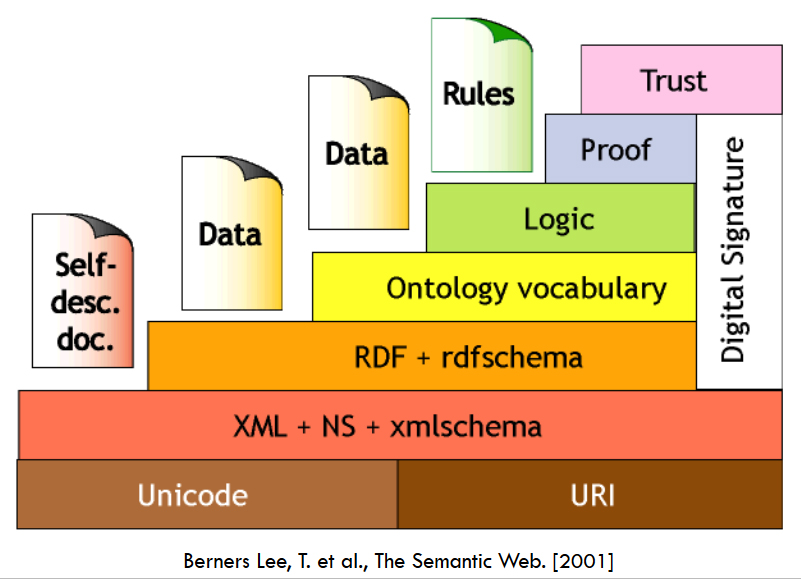 Rules
Trust
Data
Proof
Data
Logic
Self-
desc.
doc.
Ontology vocabulary
Digital Signature
RDF + rdfschema
XML + NS + xmlschema
Unicode
URI
Berners Lee, T. et al., The Semantic Web. [2001]